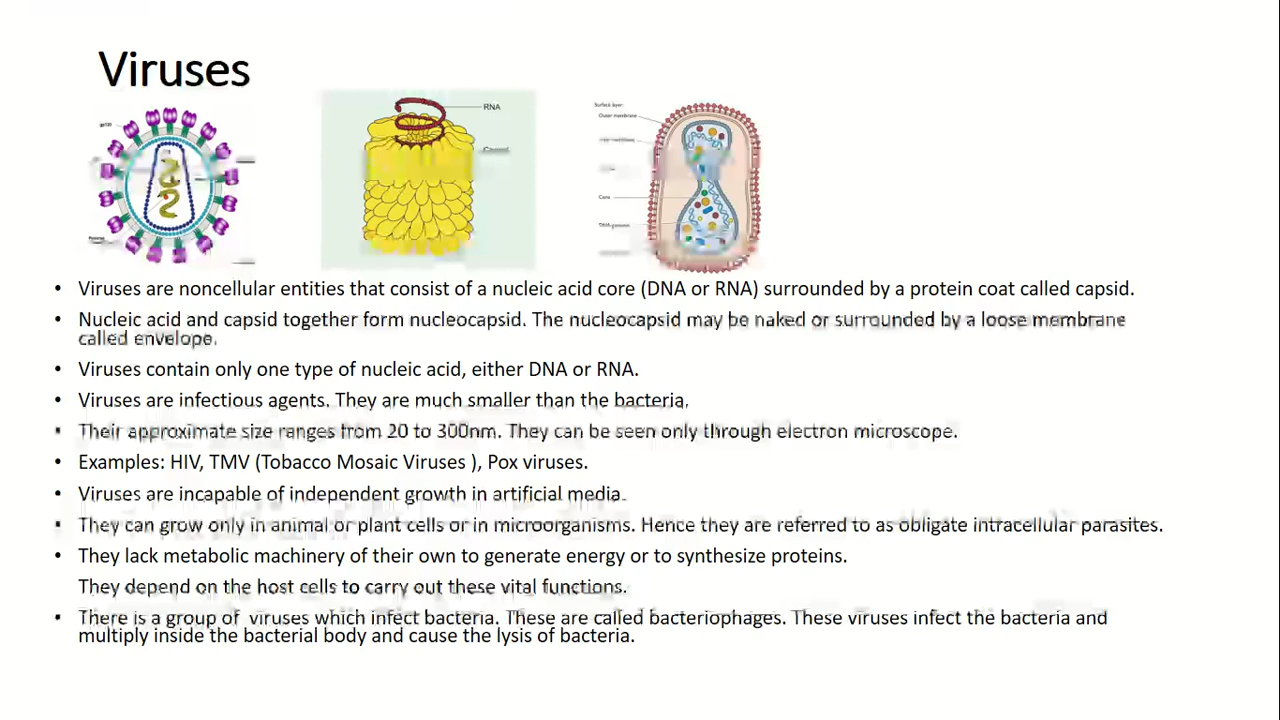 Viruses
gp120
RNA
Capsid
Surface layer:
Outer membrane
Core
DNA genome
• Viruses are noncellular entities that consist of a nucleic acid core (DNA or RNA) surrounded by a protein coat called capsid.
• Nucleic acid and capsid together form nucleocapsid. The nucleocapsid may be naked or surrounded by a loose membrane
called envelope.
• Viruses contain only one type of nucleic acid, either DNA or RNA.
• Viruses are infectious agents. They are much smaller than the bacteria.
• Their approximate size ranges from 20 to 300nm. They can be seen only through electron microscope.
• Examples: HIV, TMV (Tobacco Mosaic Viruses ), Pox viruses.
• Viruses are incapable of independent growth in artificial media.
• They can grow only in animal or plant cells or in microorganisms. Hence they are referred to as obligate intracellular parasites.
• They lack metabolic machinery of their own to generate energy or to synthesize proteins.
They depend on the host cells to carry out these vital functions.
• There is a group of viruses which infect bacteria. These are called bacteriophages. These viruses infect the bacteria and
multiply inside the bacterial body and cause the lysis of bacteria.